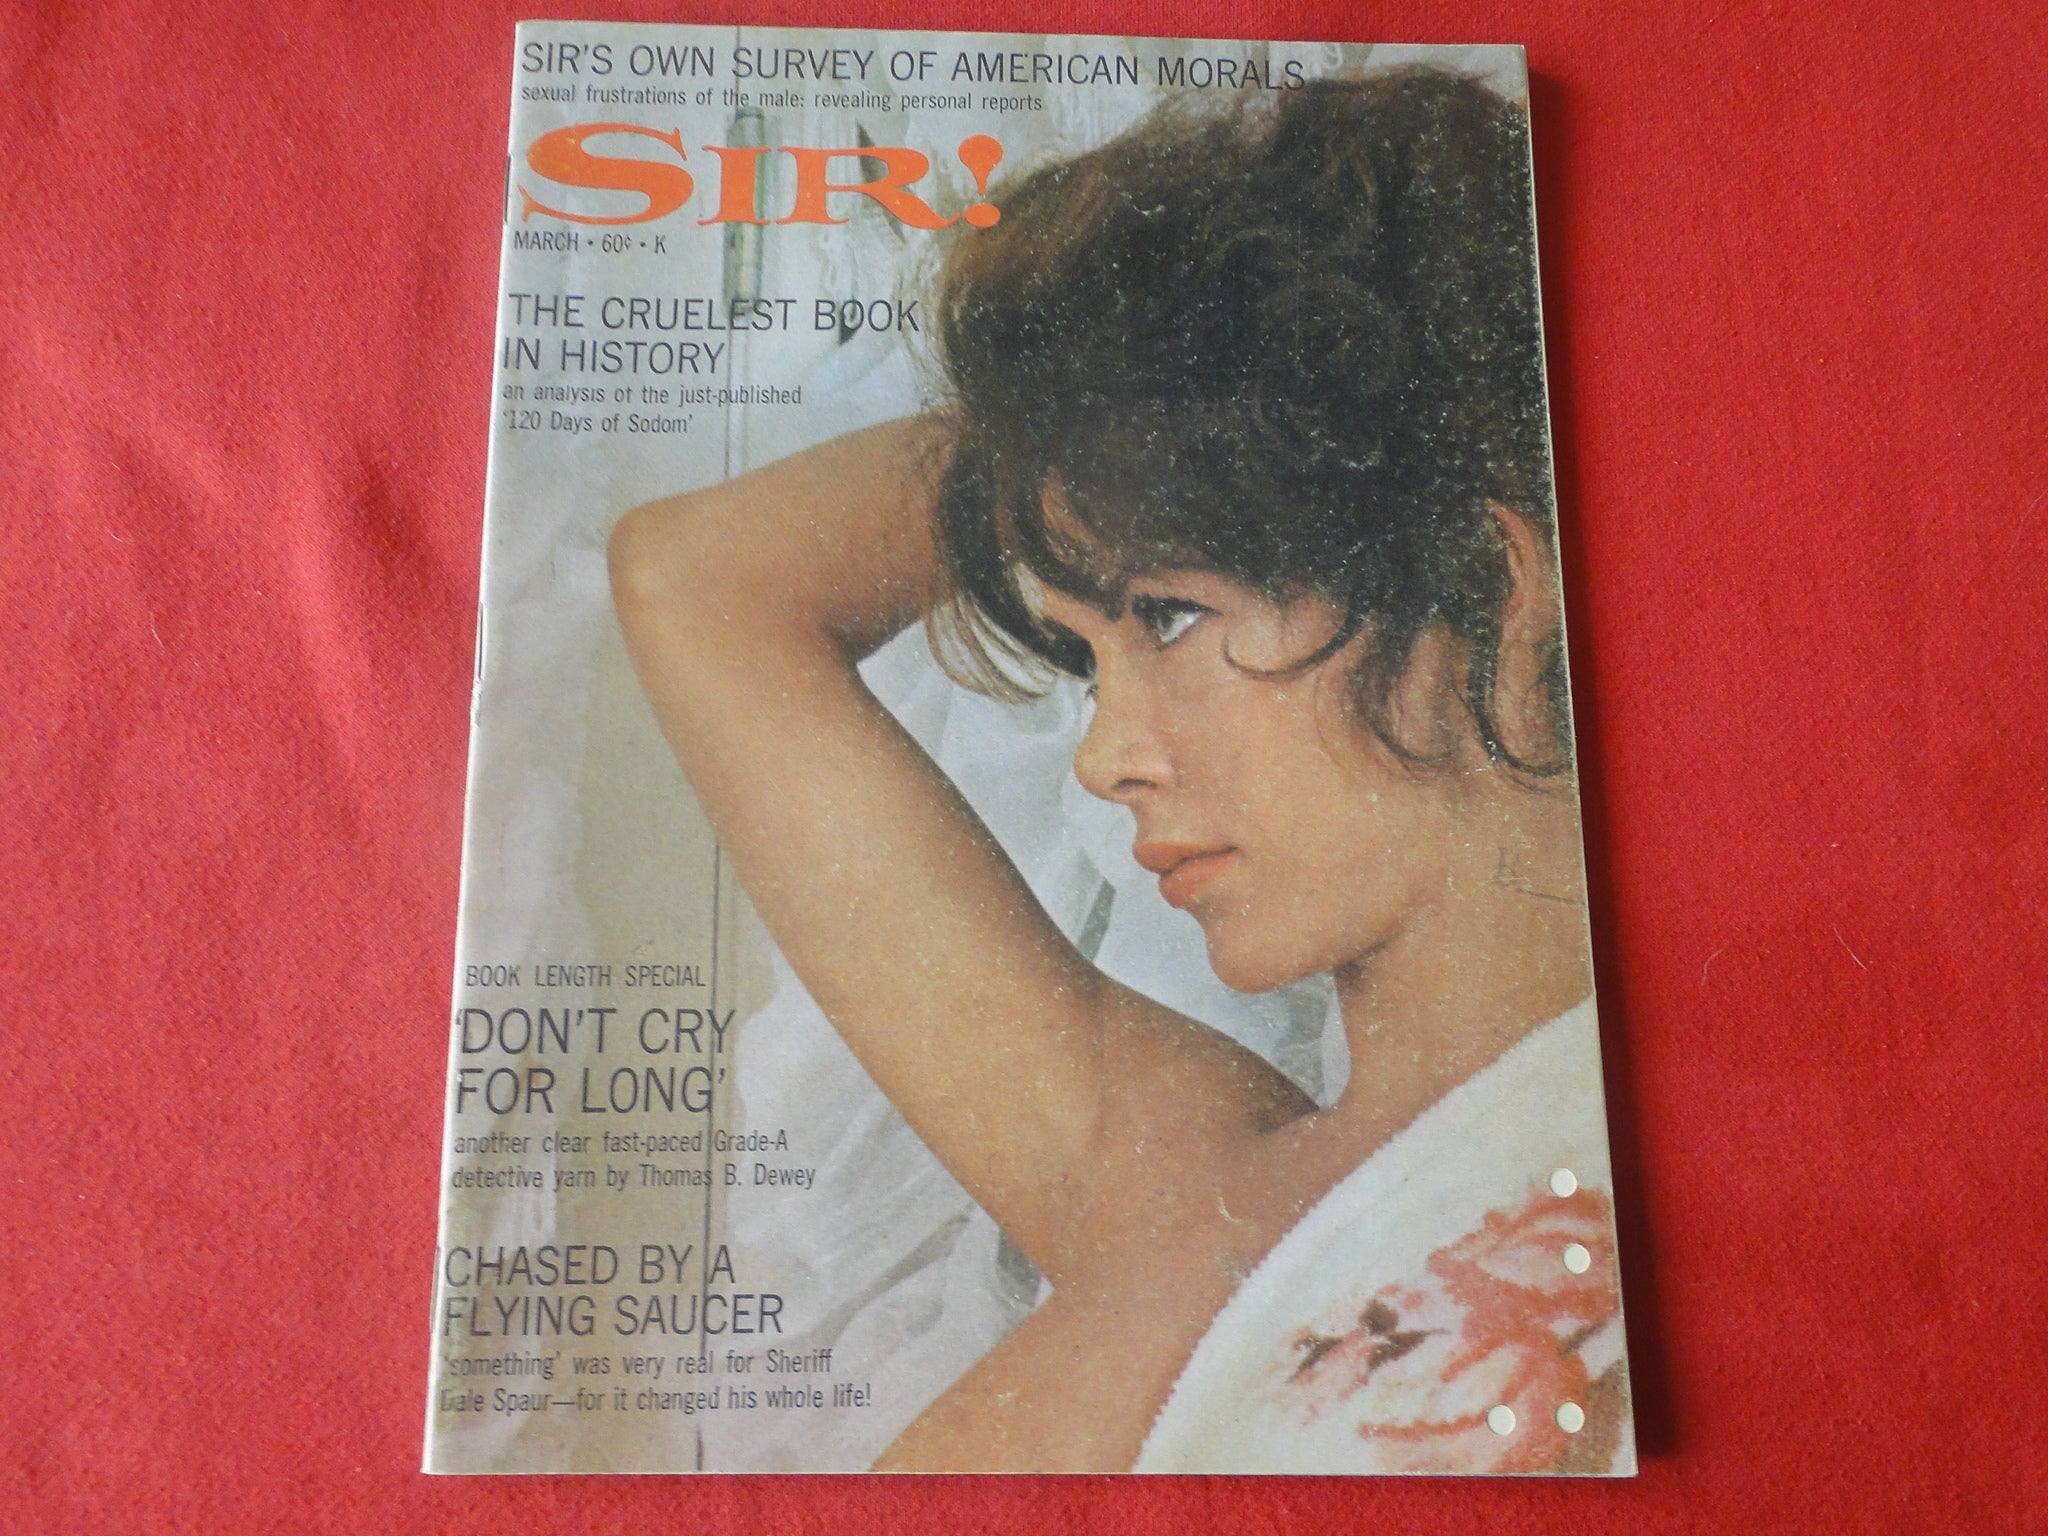 SIR'S OWN SURVEY OF AMERICAN MORALS
sexual frustrations of the male: revealing personal reports
SIR!
MARCH • 60¢ • K
THE CRUELEST BOOK
IN HISTORY
an analysis of the just-published
'120 Days of Sodom'
BOOK LENGTH SPECIAL
'DON'T CRY
FOR LONG'
another clear fast-paced Grade-A
detective yarn by Thomas B. Dewey
'CHASED BY A
FLYING SAUCER
'something' was very real for Sheriff
Dale Spaur—for it changed his whole life!